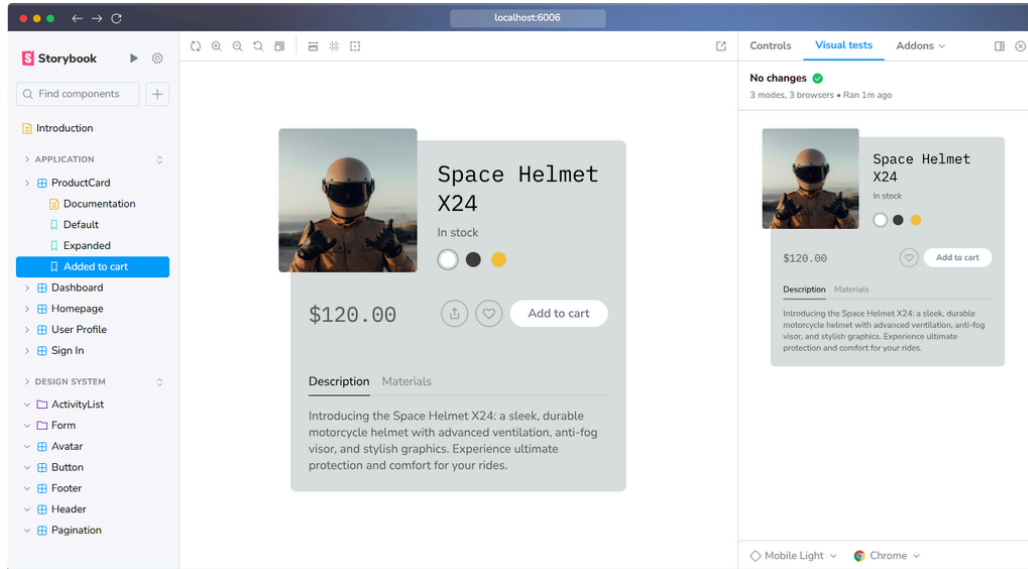 localhost:6006
Storybook
Find components
Introduction
APPLICATION
ProductCard
Documentation
Default
Expanded
Added to cart
Dashboard
Homepage
User Profile
Sign In
DESIGN SYSTEM
ActivityList
Form
Avatar
Button
Footer
Header
Pagination
Space Helmet
X24
In stock
$120.00
Add to cart
Description Materials
Introducing the Space Helmet X24: a sleek, durable
motorcycle helmet with advanced ventilation, anti-fog
visor, and stylish graphics. Experience ultimate
protection and comfort for your rides.
Controls Visual tests Addons
No changes
3 modes, 3 browsers • Ran 1m ago
Space Helmet
X24
In stock
$120.00
Add to cart
Description Materials
Introducing the Space Helmet X24: a sleek, durable
motorcycle helmet with advanced ventilation, anti-fog
visor, and stylish graphics. Experience ultimate
protection and comfort for your rides.
Mobile Light Chrome